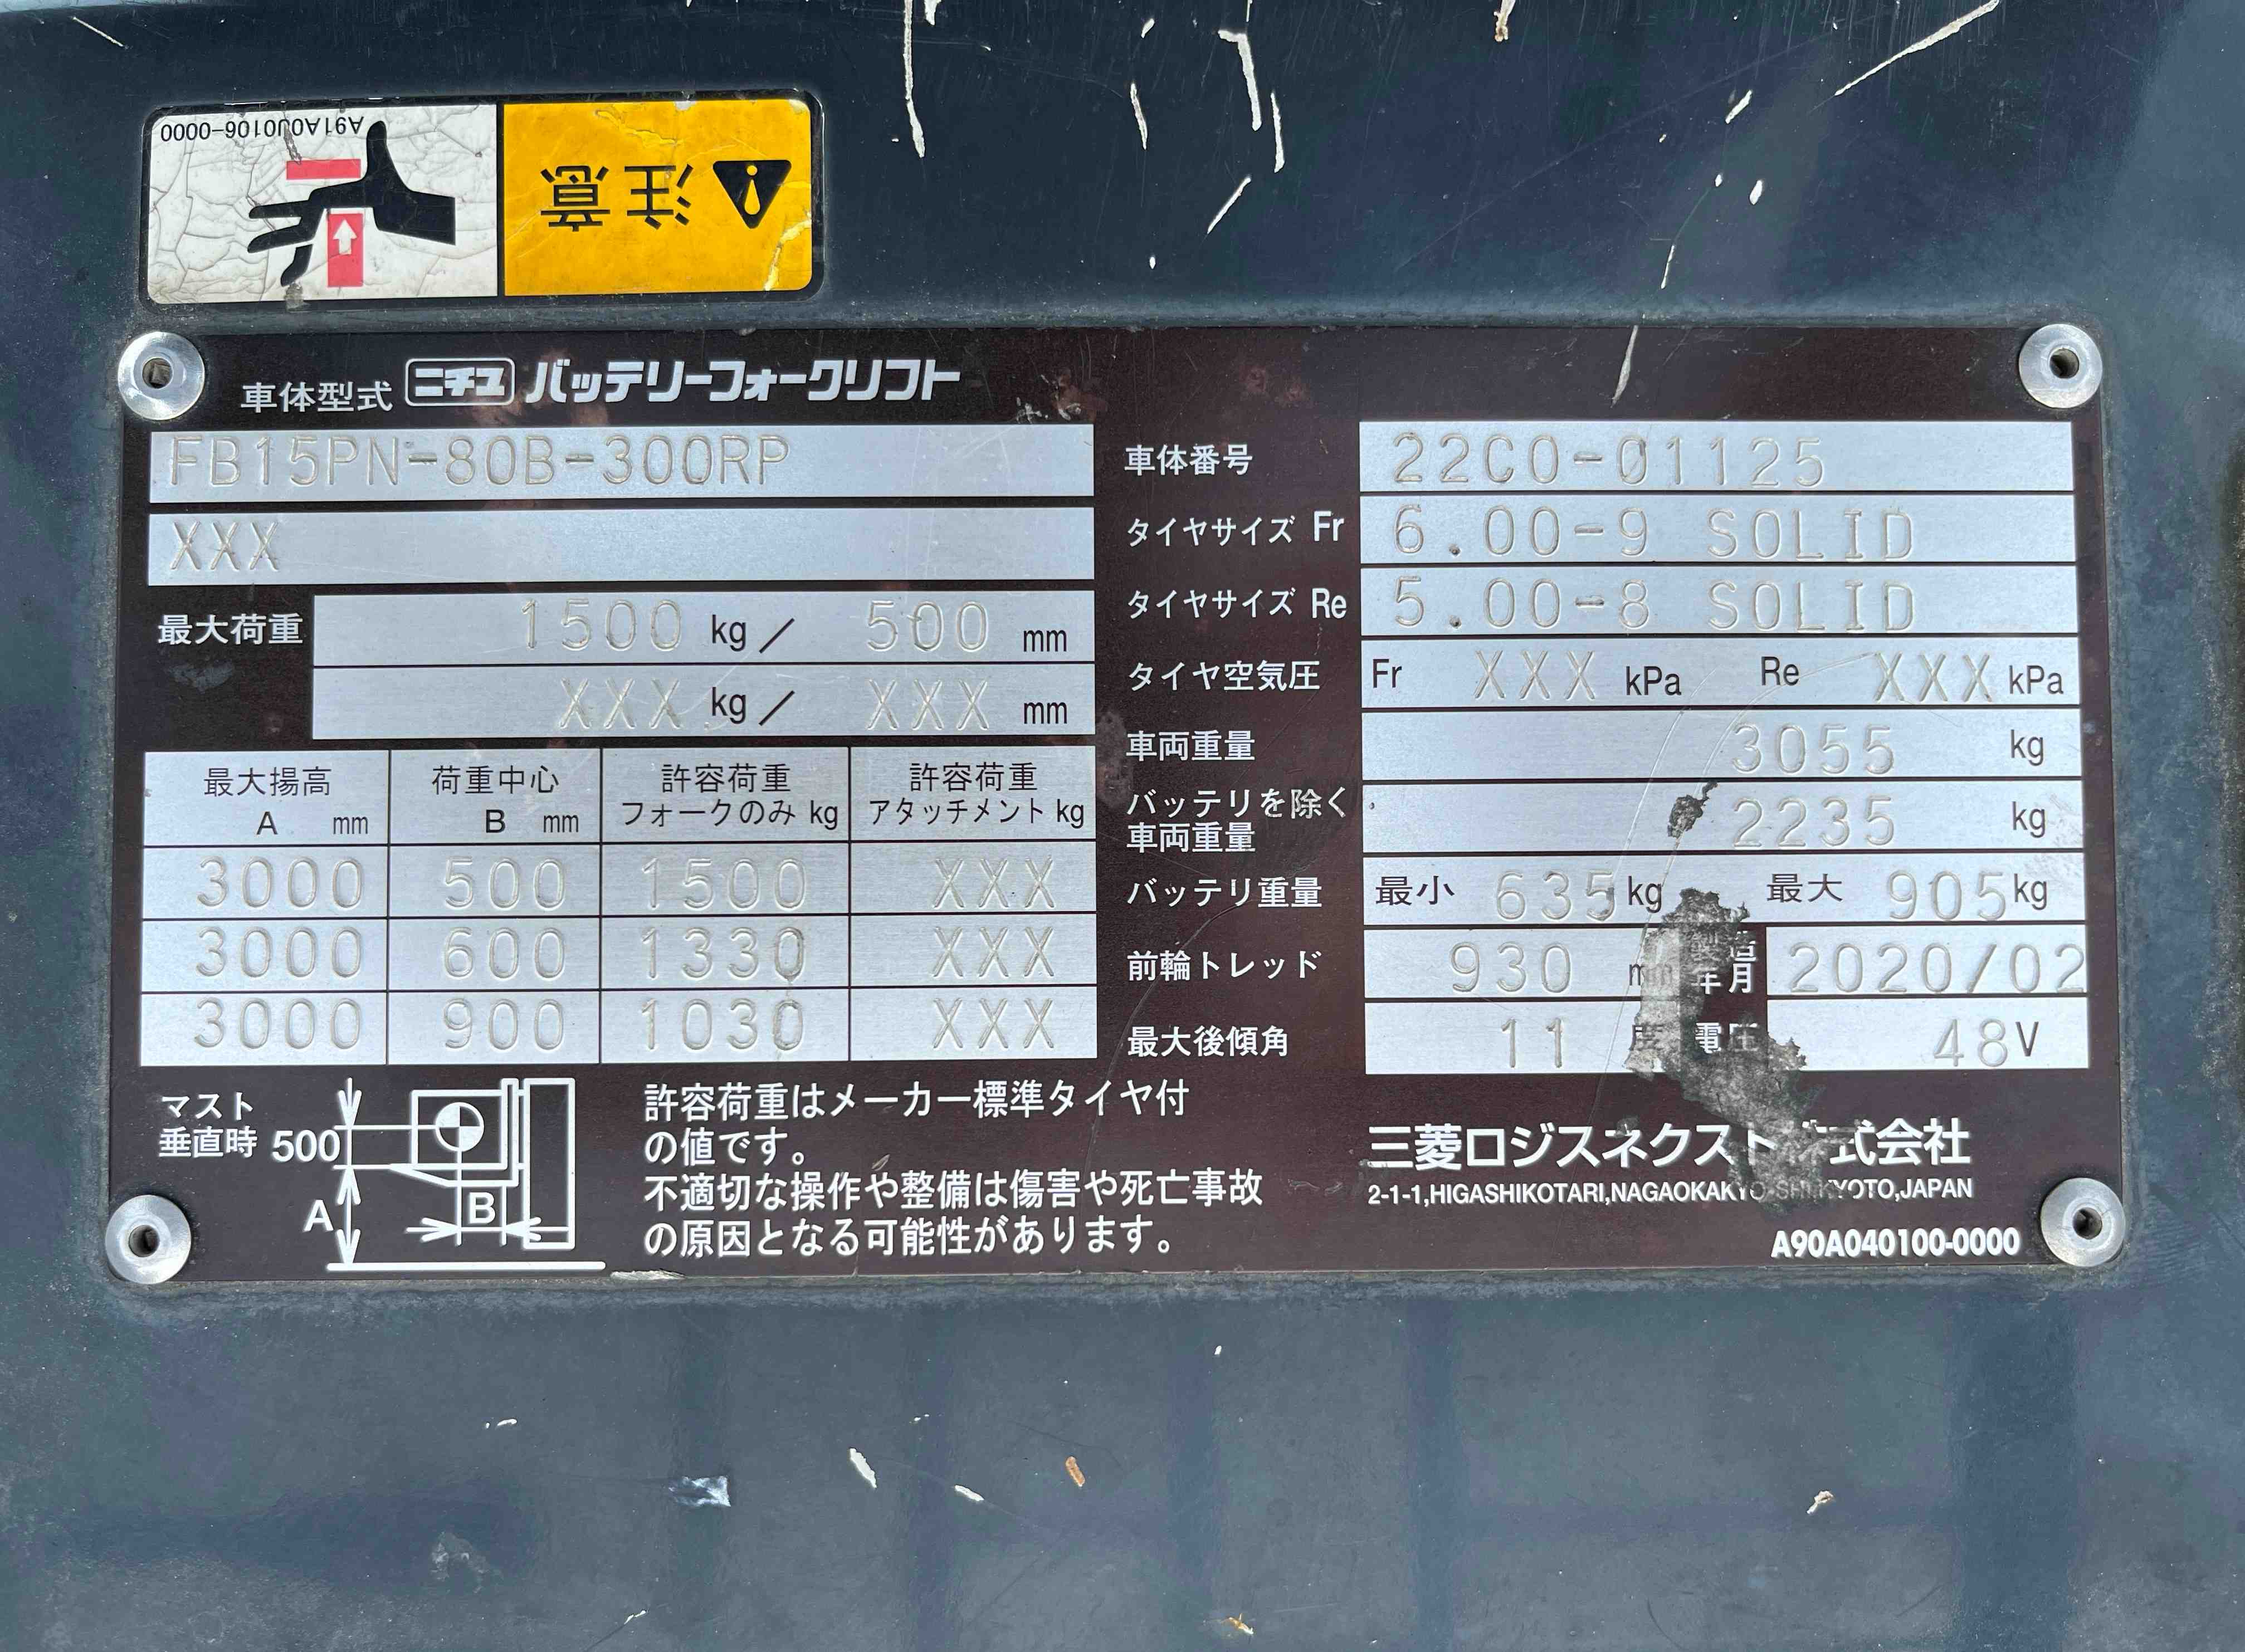 A91A0J0106-0000
注意
車体型式 ニチユ バッテリーフォークリフト
FB15PN-80B-300RP
XXX
最大荷重 1500 kg / 500 mm
XXX kg / XXX mm
最大揚高 A mm 荷重中心 B mm 許容荷重 フォークのみ kg 許容荷重 アタッチメント kg
3000 500 1500 XXX
3000 600 1330 XXX
3000 900 1030 XXX
マスト
垂直時 500
A
B
許容荷重はメーカー標準タイヤ付
の値です。
不適切な操作や整備は傷害や死亡事故
の原因となる可能性があります。
車体番号 22C0-01125
タイヤサイズ Fr 6.00-9 SOLID
タイヤサイズ Re 5.00-8 SOLID
タイヤ空気圧 Fr XXX kPa Re XXX kPa
車両重量 3055 kg
バッテリを除く
車両重量 2235 kg
バッテリ重量 最小 635 kg 最大 905 kg
前輪トレッド 930 mm 製造年月 2020/02
最大後傾角 11 度 電圧 48 V
三菱ロジスネクスト株式会社
2-1-1,HIGASHIKOTARI,NAGAOKAKYO-SHI,KYOTO,JAPAN
A90A040100-0000